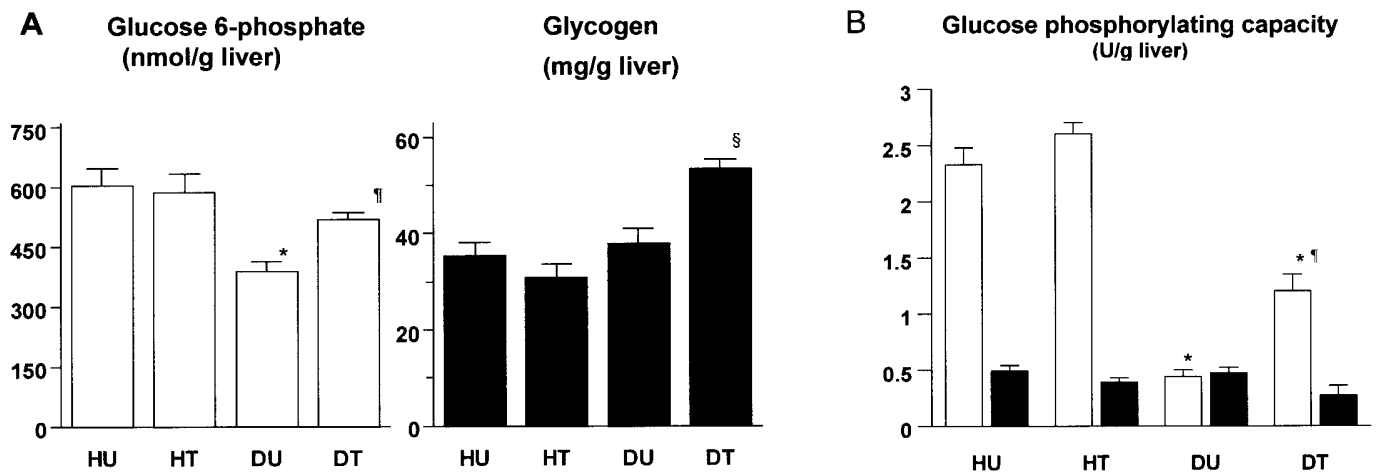 A
Glucose 6-phosphate
(nmol/g liver)
750
600
450
300
150
0
¶
*
HU HT DU DT
Glycogen
(mg/g liver)
60
40
20
0
§
HU HT DU DT
B
Glucose phosphorylating capacity
(U/g liver)
3
2.5
2
1.5
1
0.5
0
* ¶
*
HU HT DU DT